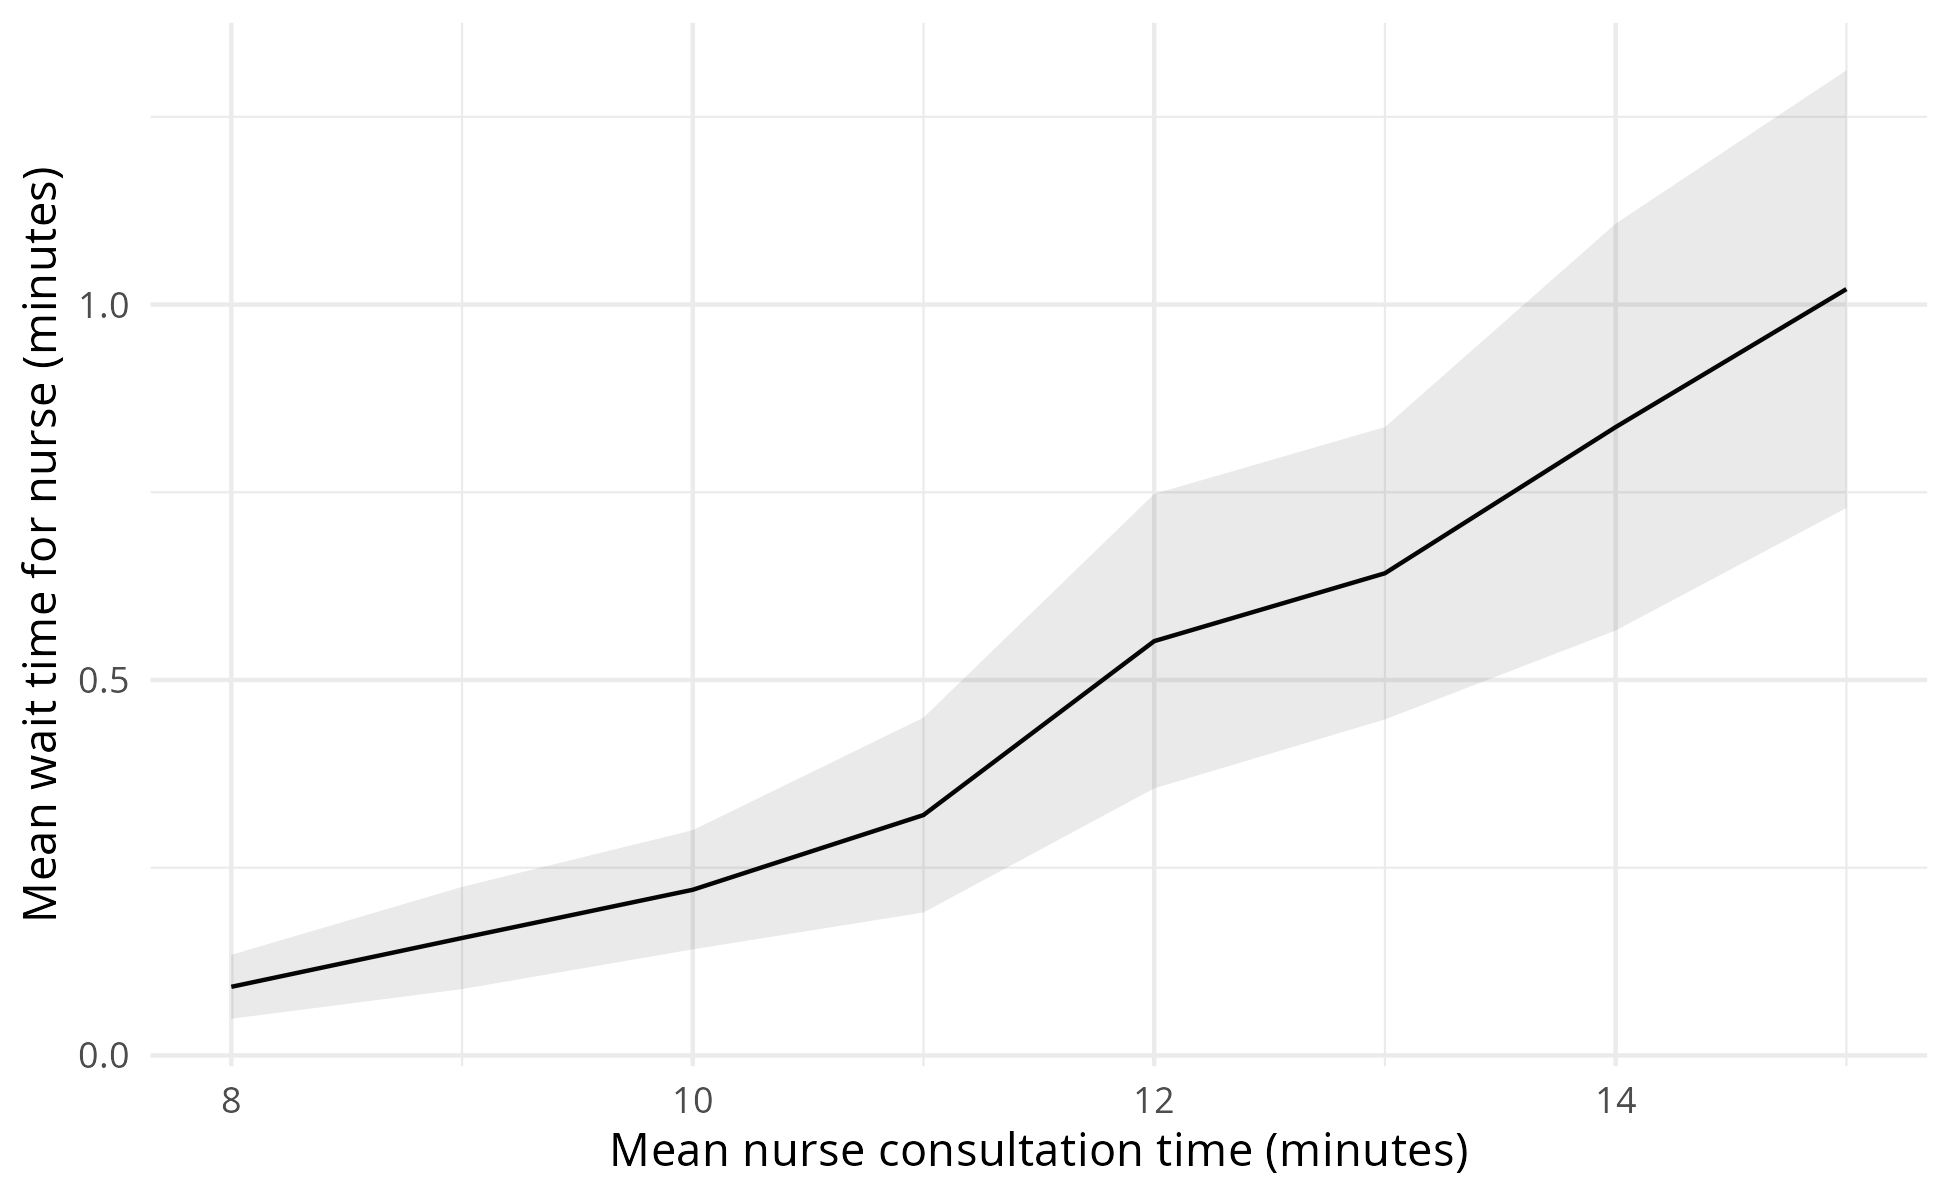 Mean wait time for nurse (minutes)
1.0
0.5
0.0
8 10 12 14
Mean nurse consultation time (minutes)